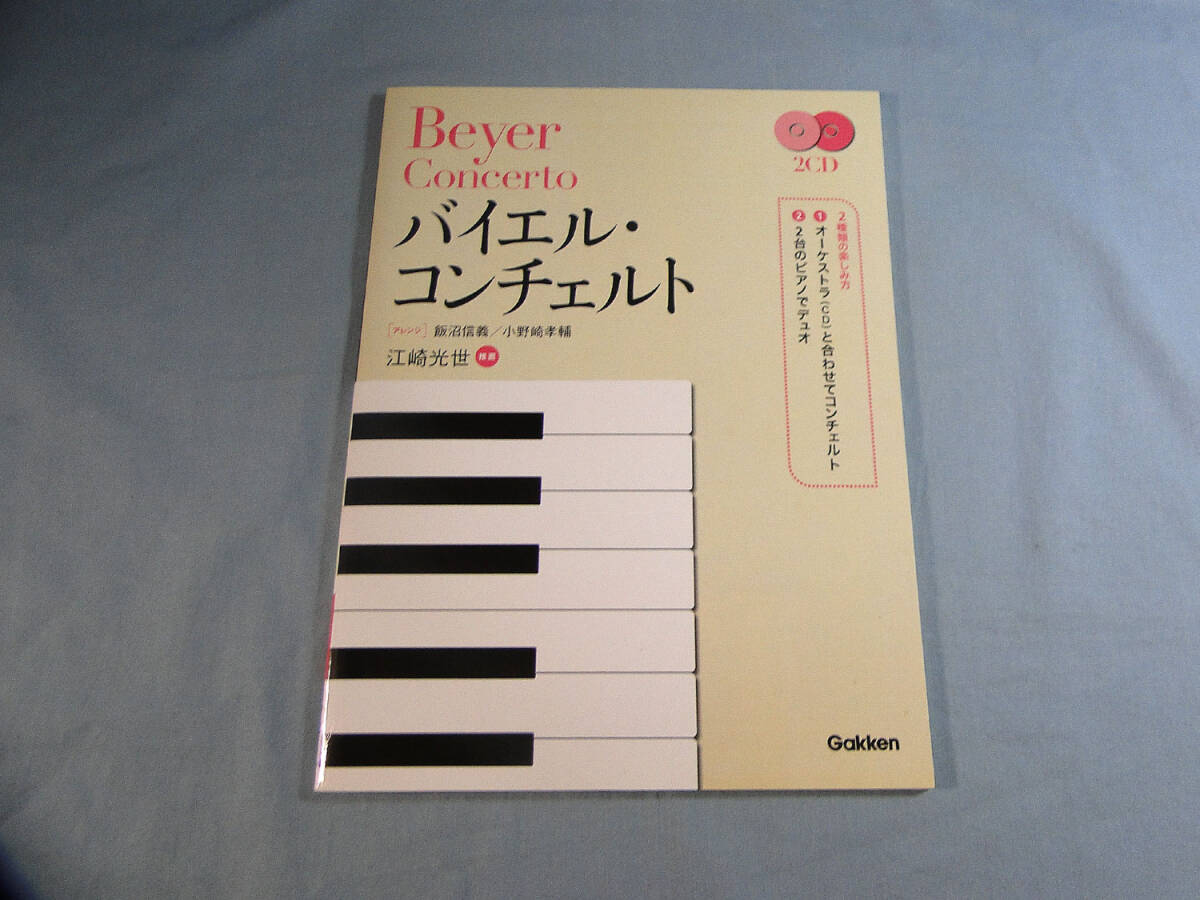 Beyer
Concerto
バイエル・
コンチェルト
アレンジ 飯沼信義／小野崎孝輔
江崎光世 推薦
2CD
2種類の楽しみ方
1 オーケストラ(CD)と合わせてコンチェルト
2 2台のピアノでデュオ
Gakken